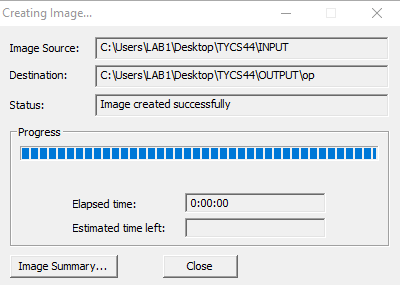 Creating Image...
Image Source: C:\Users\LAB1\Desktop\TYCS44\INPUT
Destination: C:\Users\LAB1\Desktop\TYCS44\OUTPUT\op
Status: Image created successfully
Progress
Elapsed time: 0:00:00
Estimated time left:
Image Summary... Close